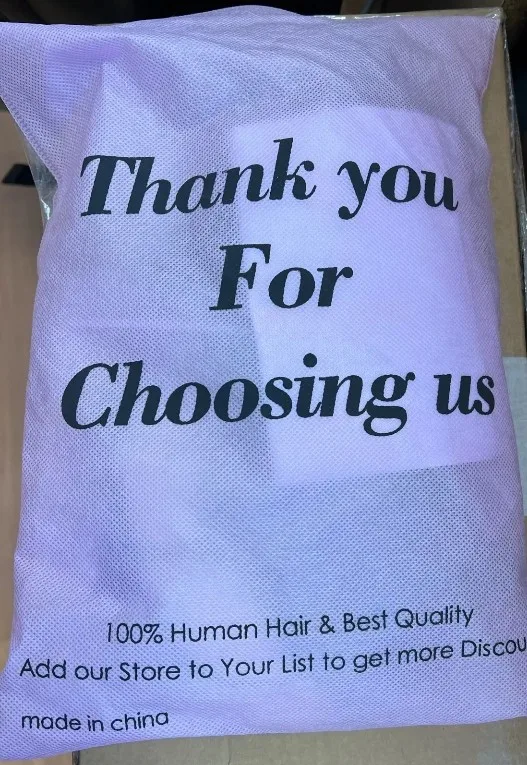 Thank you
For
Choosing us
100% Human Hair & Best Quality
Add our Store to Your List to get more Discou
made in china